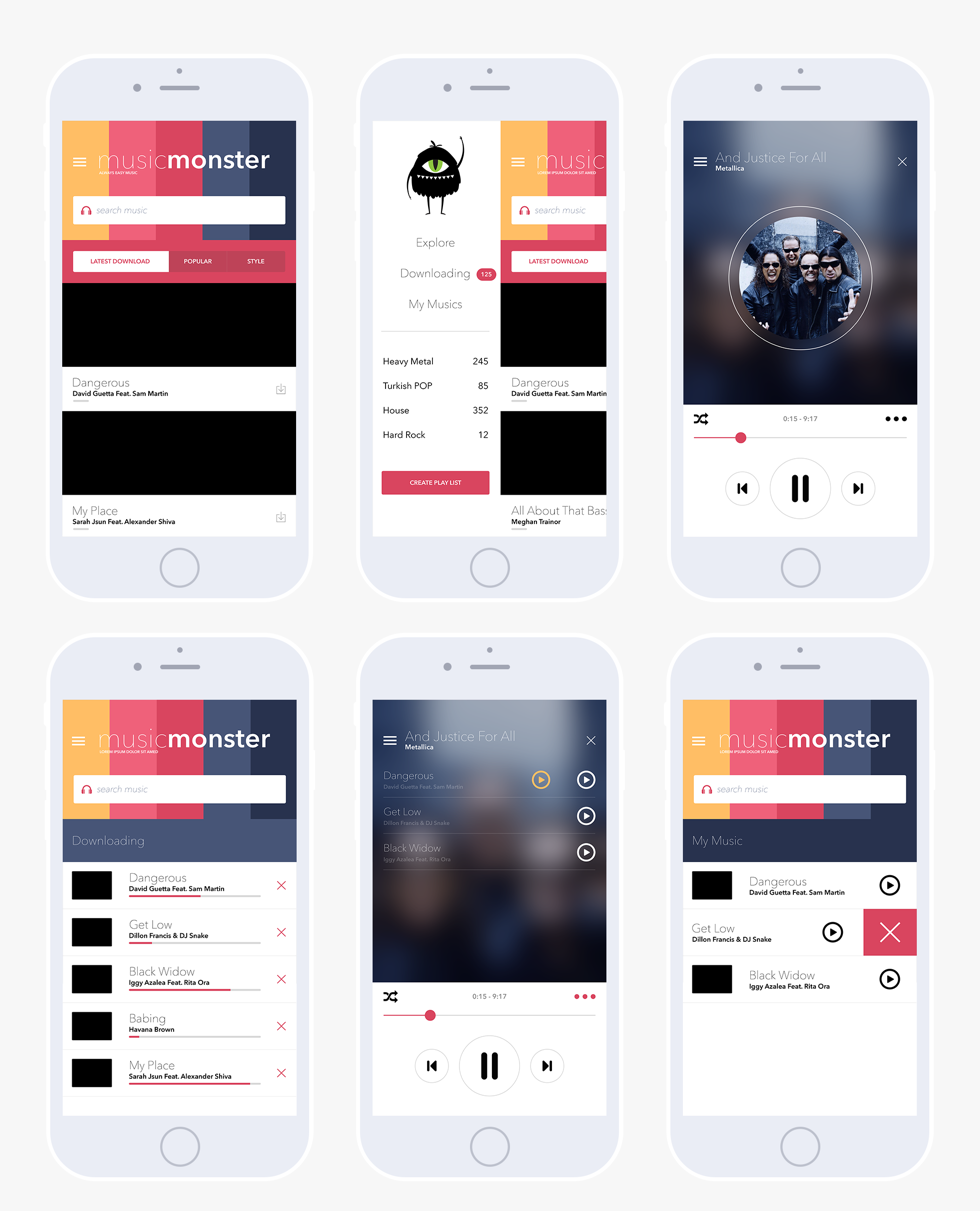 musicmonster
ALWAYS EASY MUSIC
search music
LATEST DOWNLOAD POPULAR STYLE
Dangerous
David Guetta Feat. Sam Martin
My Place
Sarah Jsun Feat. Alexander Shiva
Explore
Downloading 125
My Musics
Heavy Metal 245
Turkish POP 85
House 352
Hard Rock 12
CREATE PLAY LIST
music
LOREM IPSUM DOLOR SIT AMED
search music
LATEST DOWNLOAD
Dangerous
David Guetta Feat. Sam Martin
All About That Bass
Meghan Trainor
And Justice For All
Metallica
0:15 - 9:17
musicmonster
LOREM IPSUM DOLOR SIT AMED
search music
Downloading
Dangerous
David Guetta Feat. Sam Martin
Get Low
Dillon Francis & DJ Snake
Black Widow
Iggy Azalea Feat. Rita Ora
Babing
Havana Brown
My Place
Sarah Jsun Feat. Alexander Shiva
And Justice For All
Metallica
Dangerous
David Guetta Feat. Sam Martin
Get Low
Dillon Francis & DJ Snake
Black Widow
Iggy Azalea Feat. Rita Ora
0:15 - 9:17
musicmonster
LOREM IPSUM DOLOR SIT AMED
search music
My Music
Dangerous
David Guetta Feat. Sam Martin
Get Low
Dillon Francis & DJ Snake
Black Widow
Iggy Azalea Feat. Rita Ora